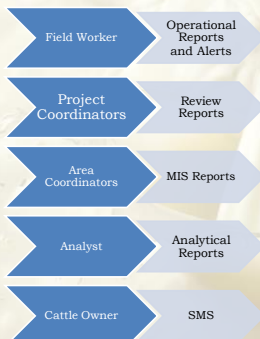 Field Worker
Operational
Reports
and Alerts
Project
Coordinators
Review
Reports
Area
Coordinators
MIS Reports
Analyst
Analytical
Reports
Cattle Owner
SMS